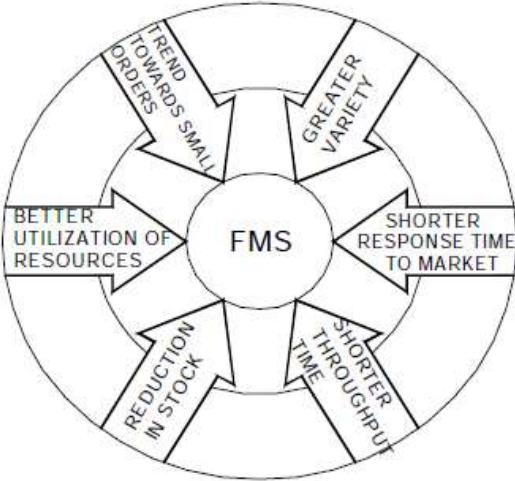 TREND
TOWARDS SMALL
ORDERS
GREATER
VARIETY
BETTER
UTILIZATION OF
RESOURCES
FMS
SHORTER
RESPONSE TIME
TO MARKET
REDUCTION
IN STOCK
SHORTER
THROUGHPUT
TIME